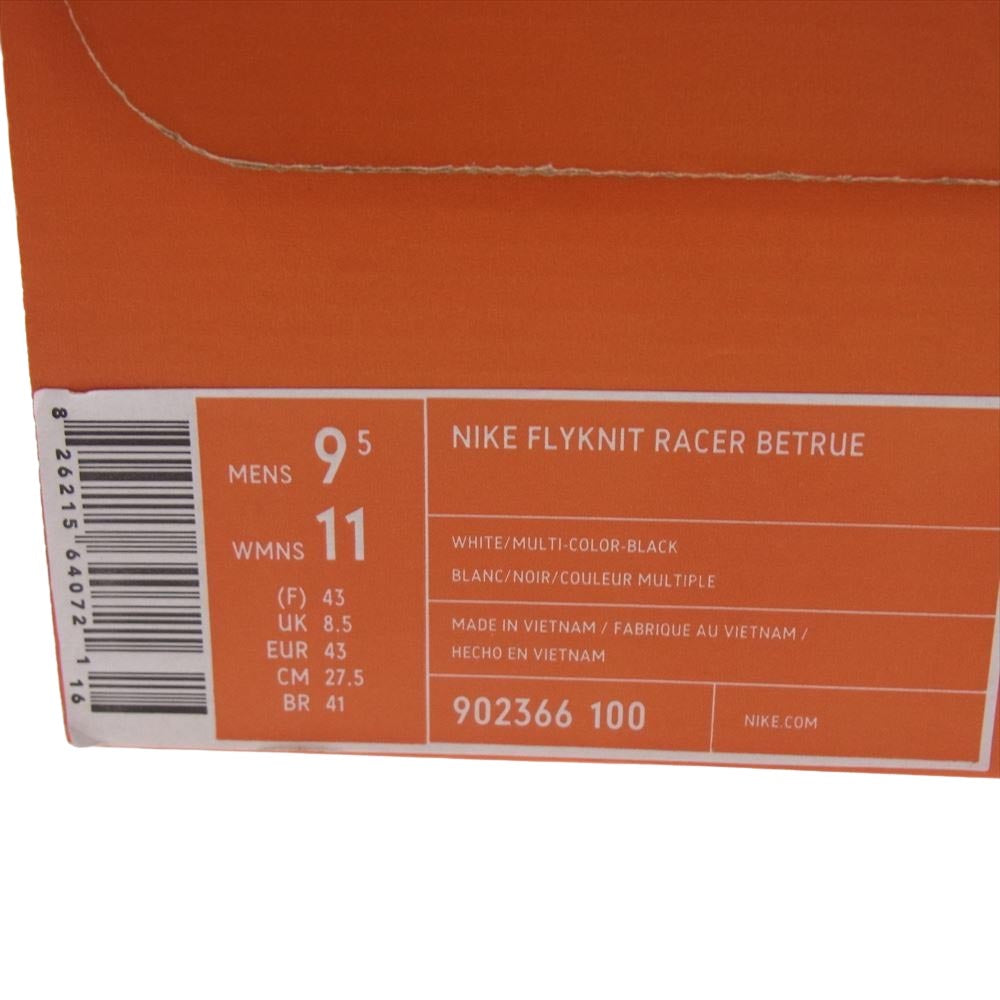 8 26215 64072 1 16
MENS 9 5
WMNS 11
(F) 43
UK 8.5
EUR 43
CM 27.5
BR 41
NIKE FLYKNIT RACER BETRUE
WHITE/MULTI-COLOR-BLACK
BLANC/NOIR/COULEUR MULTIPLE
MADE IN VIETNAM / FABRIQUE AU VIETNAM /
HECHO EN VIETNAM
902366 100
NIKE.COM